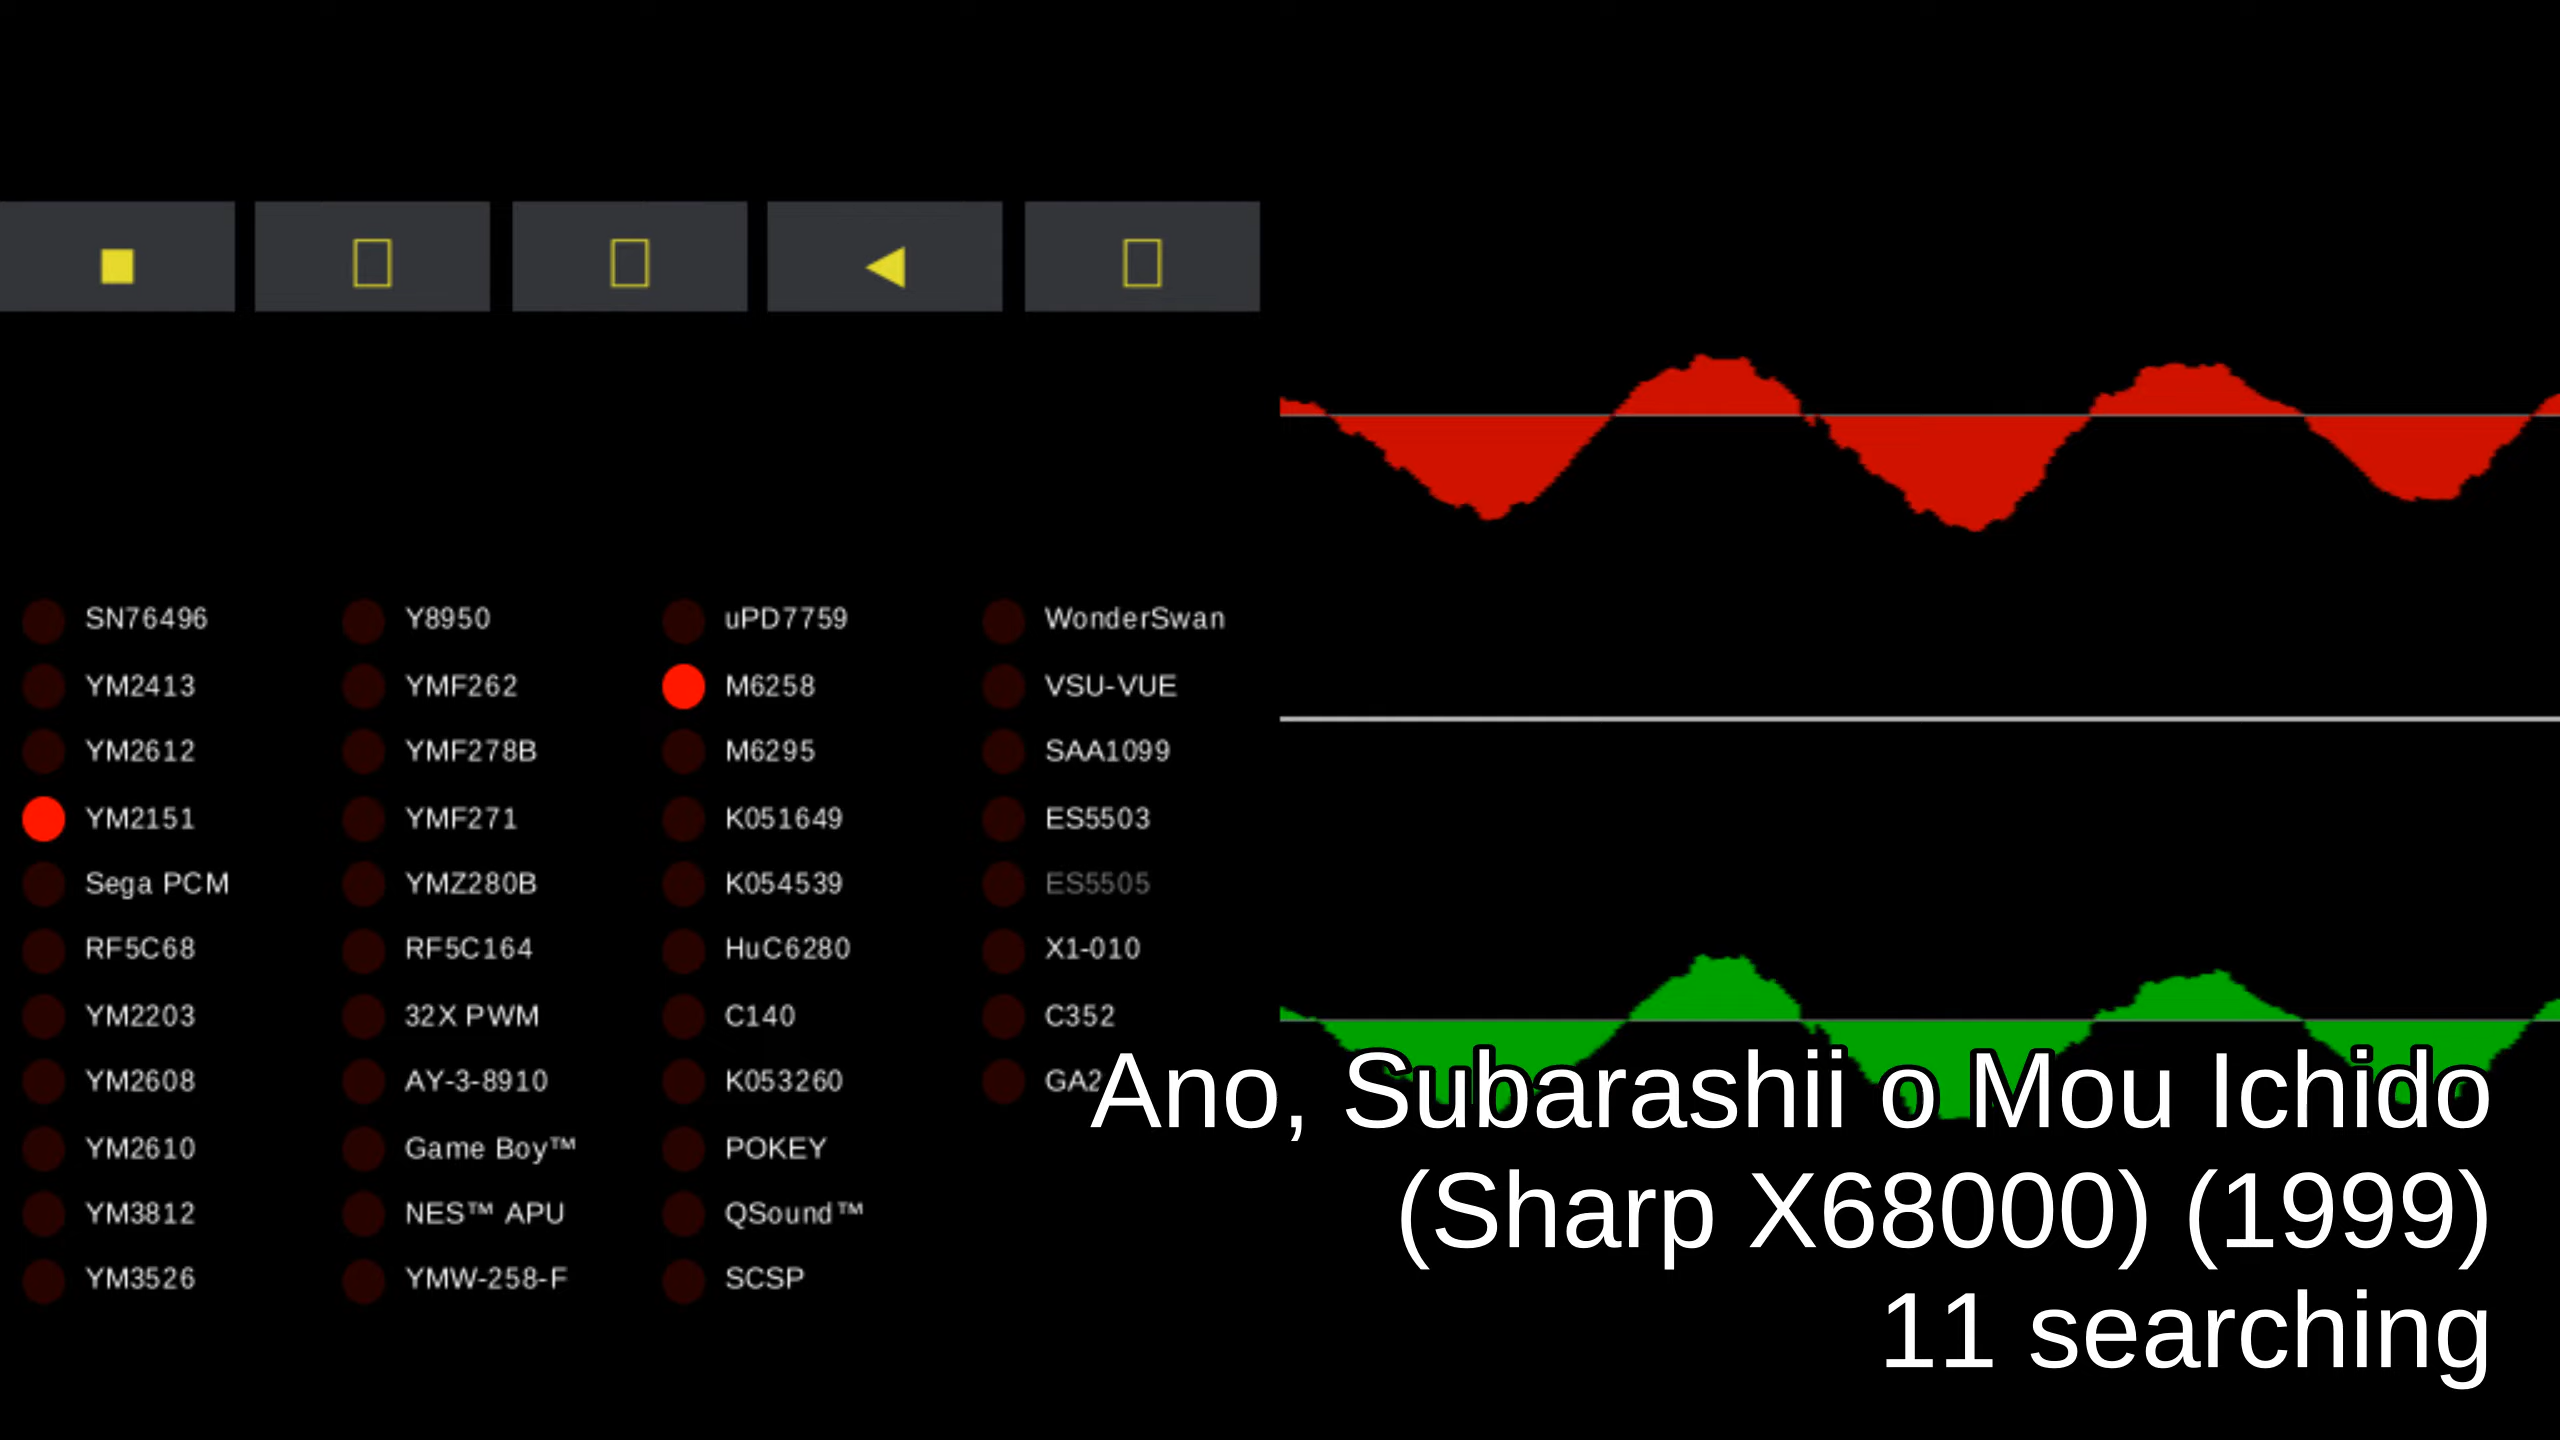 SN76496
YM2413
YM2612
YM2151
Sega PCM
RF5C68
YM2203
YM2608
YM2610
YM3812
YM3526
Y8950
YMF262
YMF278B
YMF271
YMZ280B
RF5C164
32X PWM
AY-3-8910
Game Boy™
NES™ APU
YMW-258-F
uPD7759
M6258
M6295
K051649
K054539
HuC6280
C140
K053260
POKEY
QSound™
SCSP
WonderSwan
VSU-VUE
SAA1099
ES5503
ES5505
X1-010
C352
Ano, Subarashii o Mou Ichido
(Sharp X68000) (1999)
11 searching